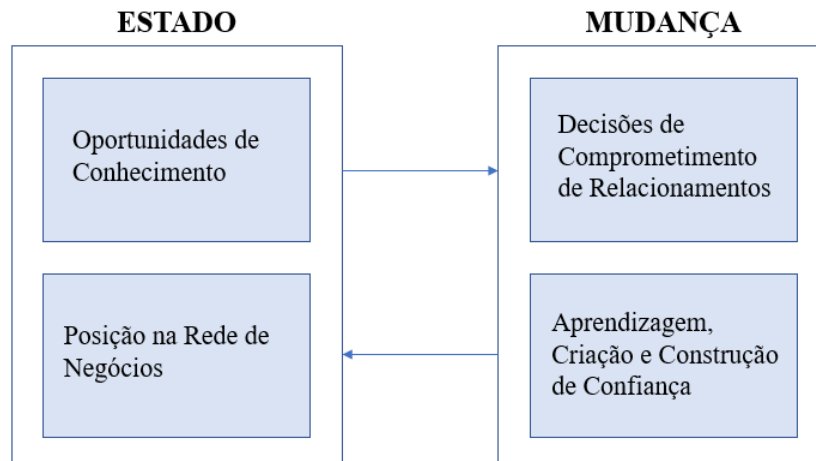 ESTADO
Oportunidades de
Conhecimento
Posição na Rede de
Negócios
MUDANÇA
Decisões de
Comprometimento
de Relacionamentos
Aprendizagem,
Criação e Construção
de Confiança